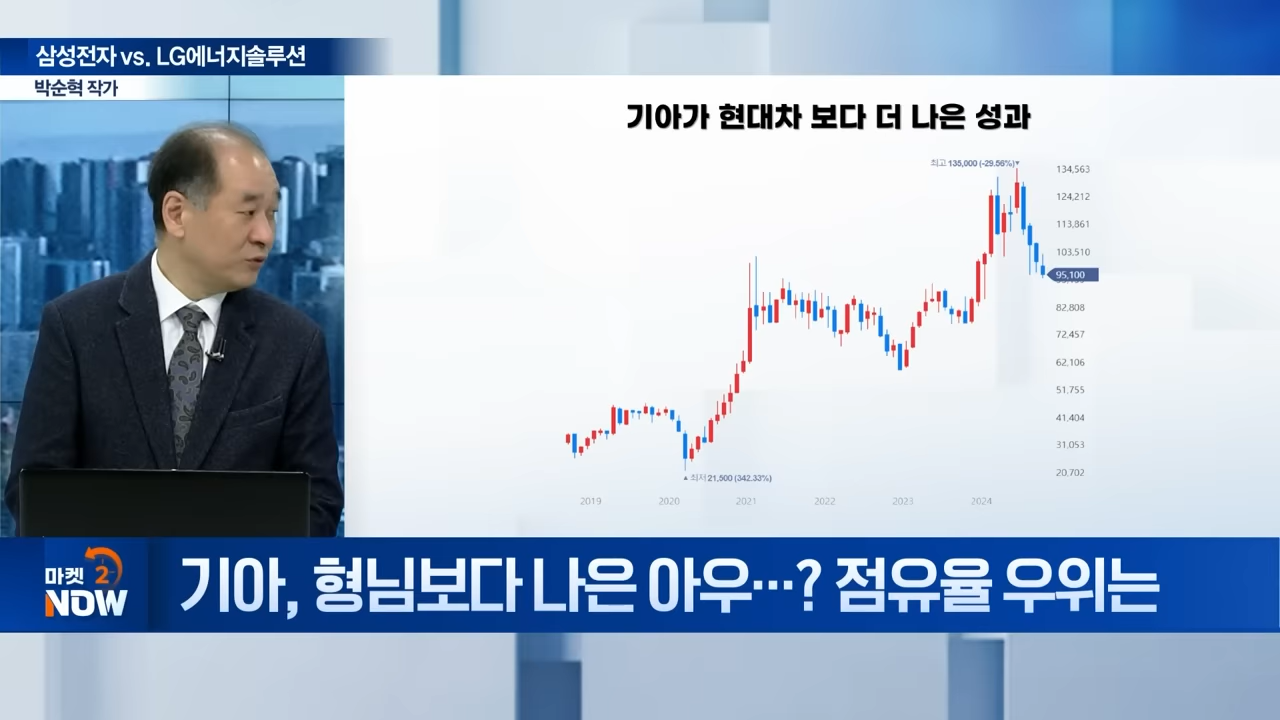 삼성전자 vs. LG에너지솔루션
박순혁 작가
기아가 현대차 보다 더 나은 성과
최고 135,000 (-29.56%)▼
134,563
124,212
113,861
103,510
95,100
82,808
72,457
62,106
51,755
41,404
31,053
20,702
▲ 최저 21,500 (342.33%)
2019 2020 2021 2022 2023 2024
마켓 2
NOW
기아, 형님보다 나은 아우…? 점유율 우위는